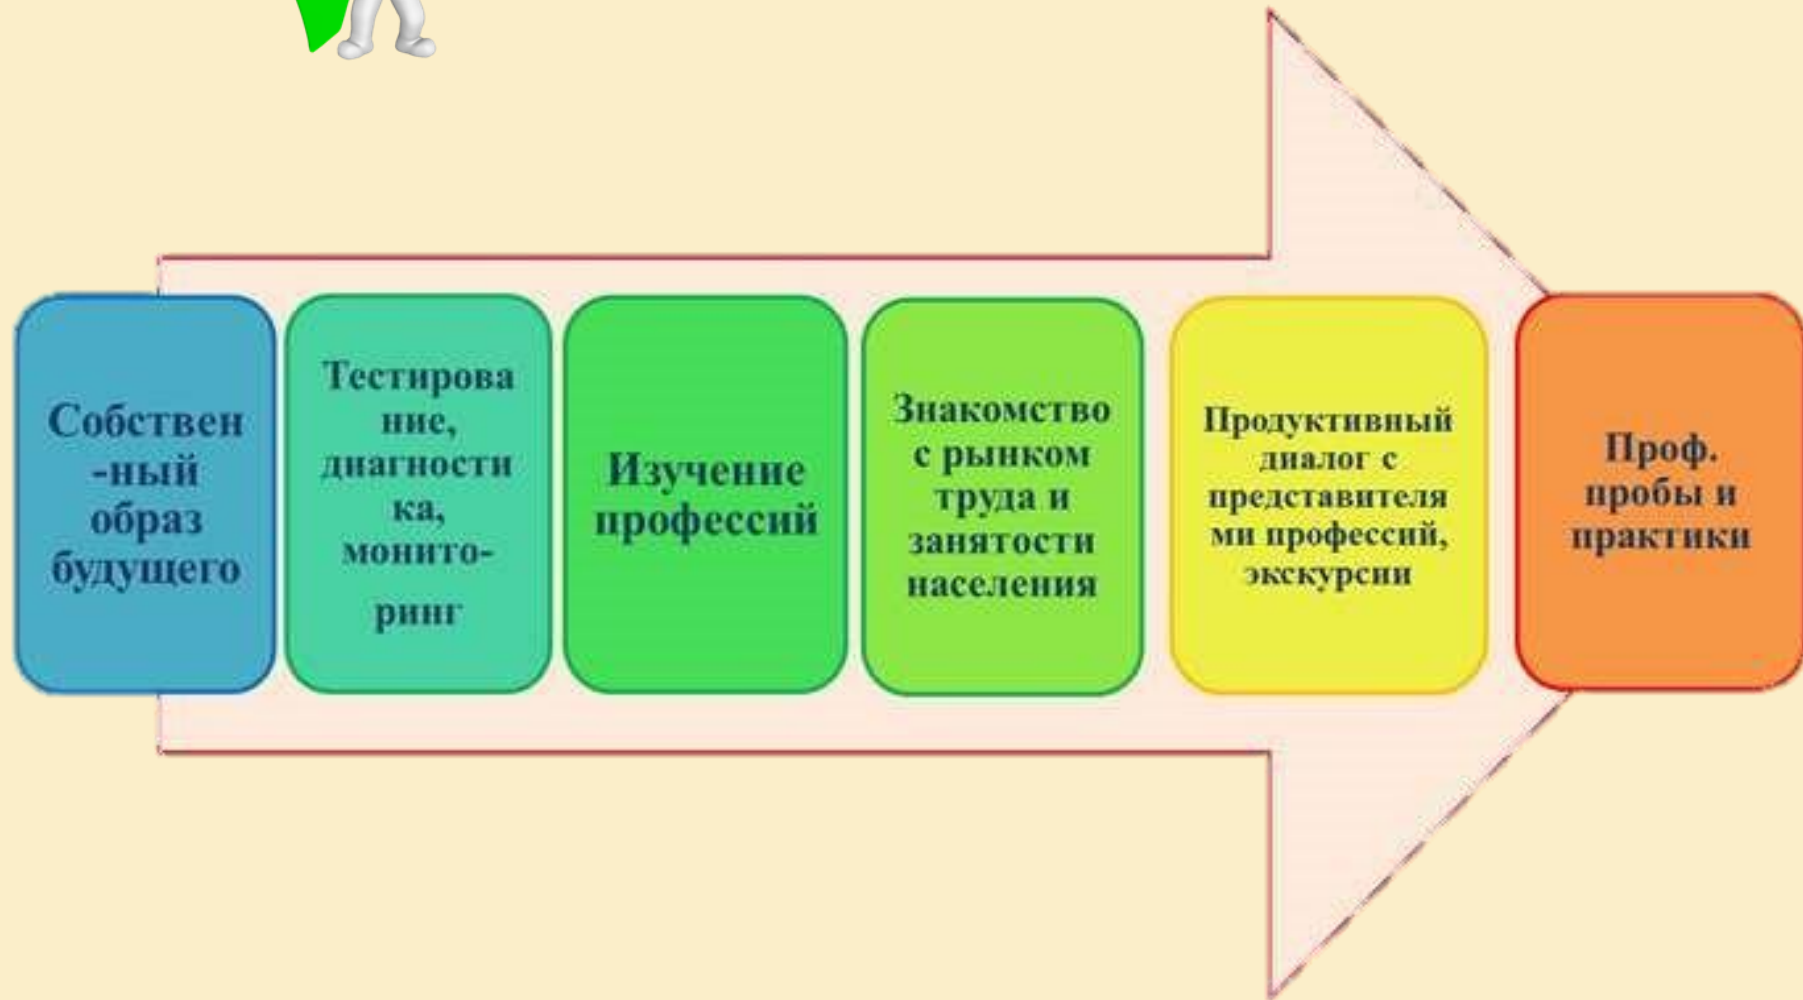 Собствен
-ный
образ
будущего
Тестирова
ние,
диагности
ка,
монито-
ринг
Изучение
профессий
Знакомство
с рынком
труда и
занятости
населения
Продуктивный
диалог с
представителя
ми профессий,
экскурсии
Проф.
пробы и
практики